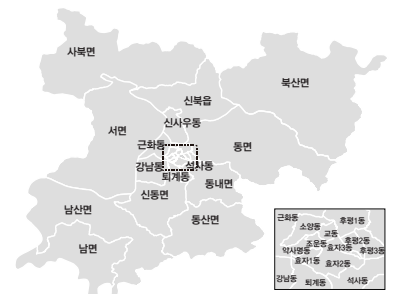 사북면
북산면
신북읍
신사우동
서면
근화동
동면
강남동
석사동
퇴계동
동내면
신동면
남산면
동산면
남면
근화동
후평1동
소양동
교동
조운동
후평2동
약사명동
효자3동
후평3동
효자1동
효자2동
강남동
석사동
퇴계동